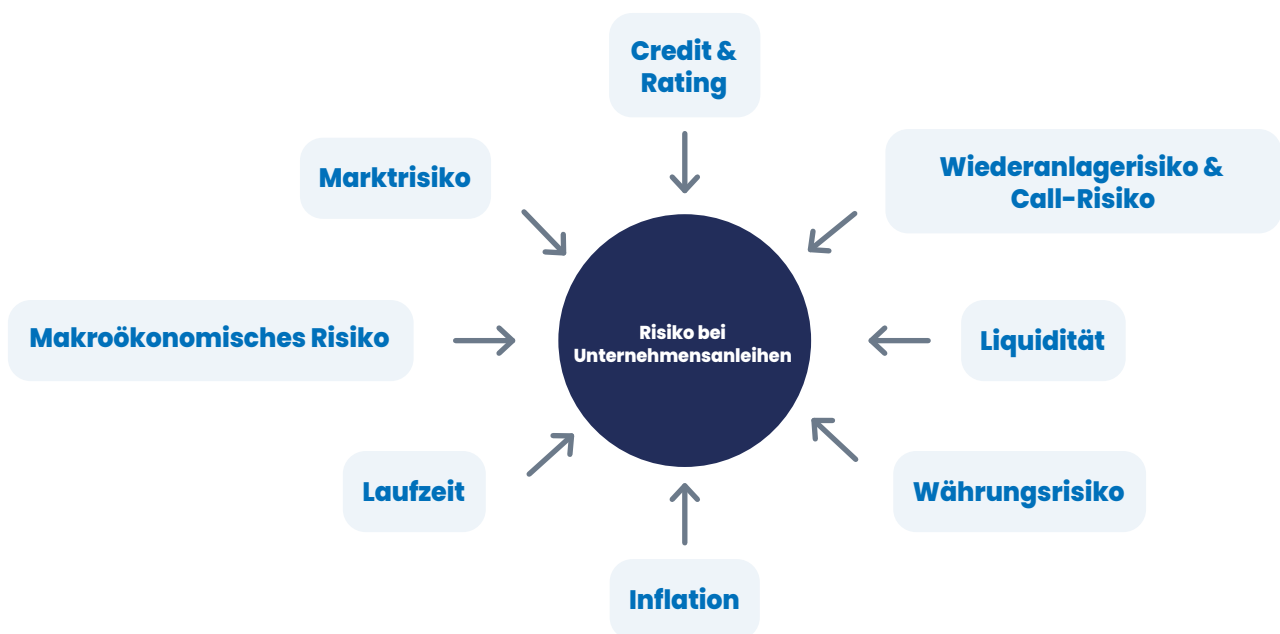 Credit &
Rating
Marktrisiko
Wiederanlagerisiko &
Call-Risiko
Makroökonomisches Risiko
Risiko bei
Unternehmensanleihen
Liquidität
Laufzeit
Währungsrisiko
Inflation